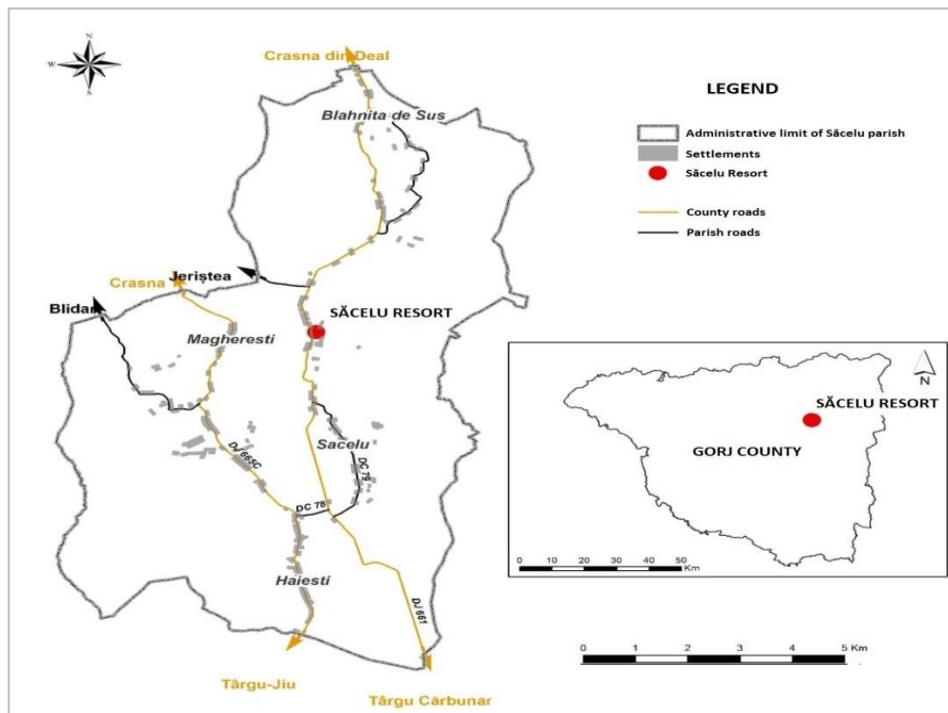 N
W
E
S
Crasna din Deal
Blahnita de Sus
LEGEND
Administrative limit of Săcelu parish
Settlements
Săcelu Resort
County roads
Parish roads
Jeriștea
Crasna
Blidar
SĂCELU RESORT
Magheresti
Sacelu
DJ 665C
DC 79
DC 78
Haiesti
DJ 661
Târgu-Jiu
Târgu Cărbunar
N
SĂCELU RESORT
GORJ COUNTY
0 10 20 30 40 50
Km
0 1 2 3 4 5
Km